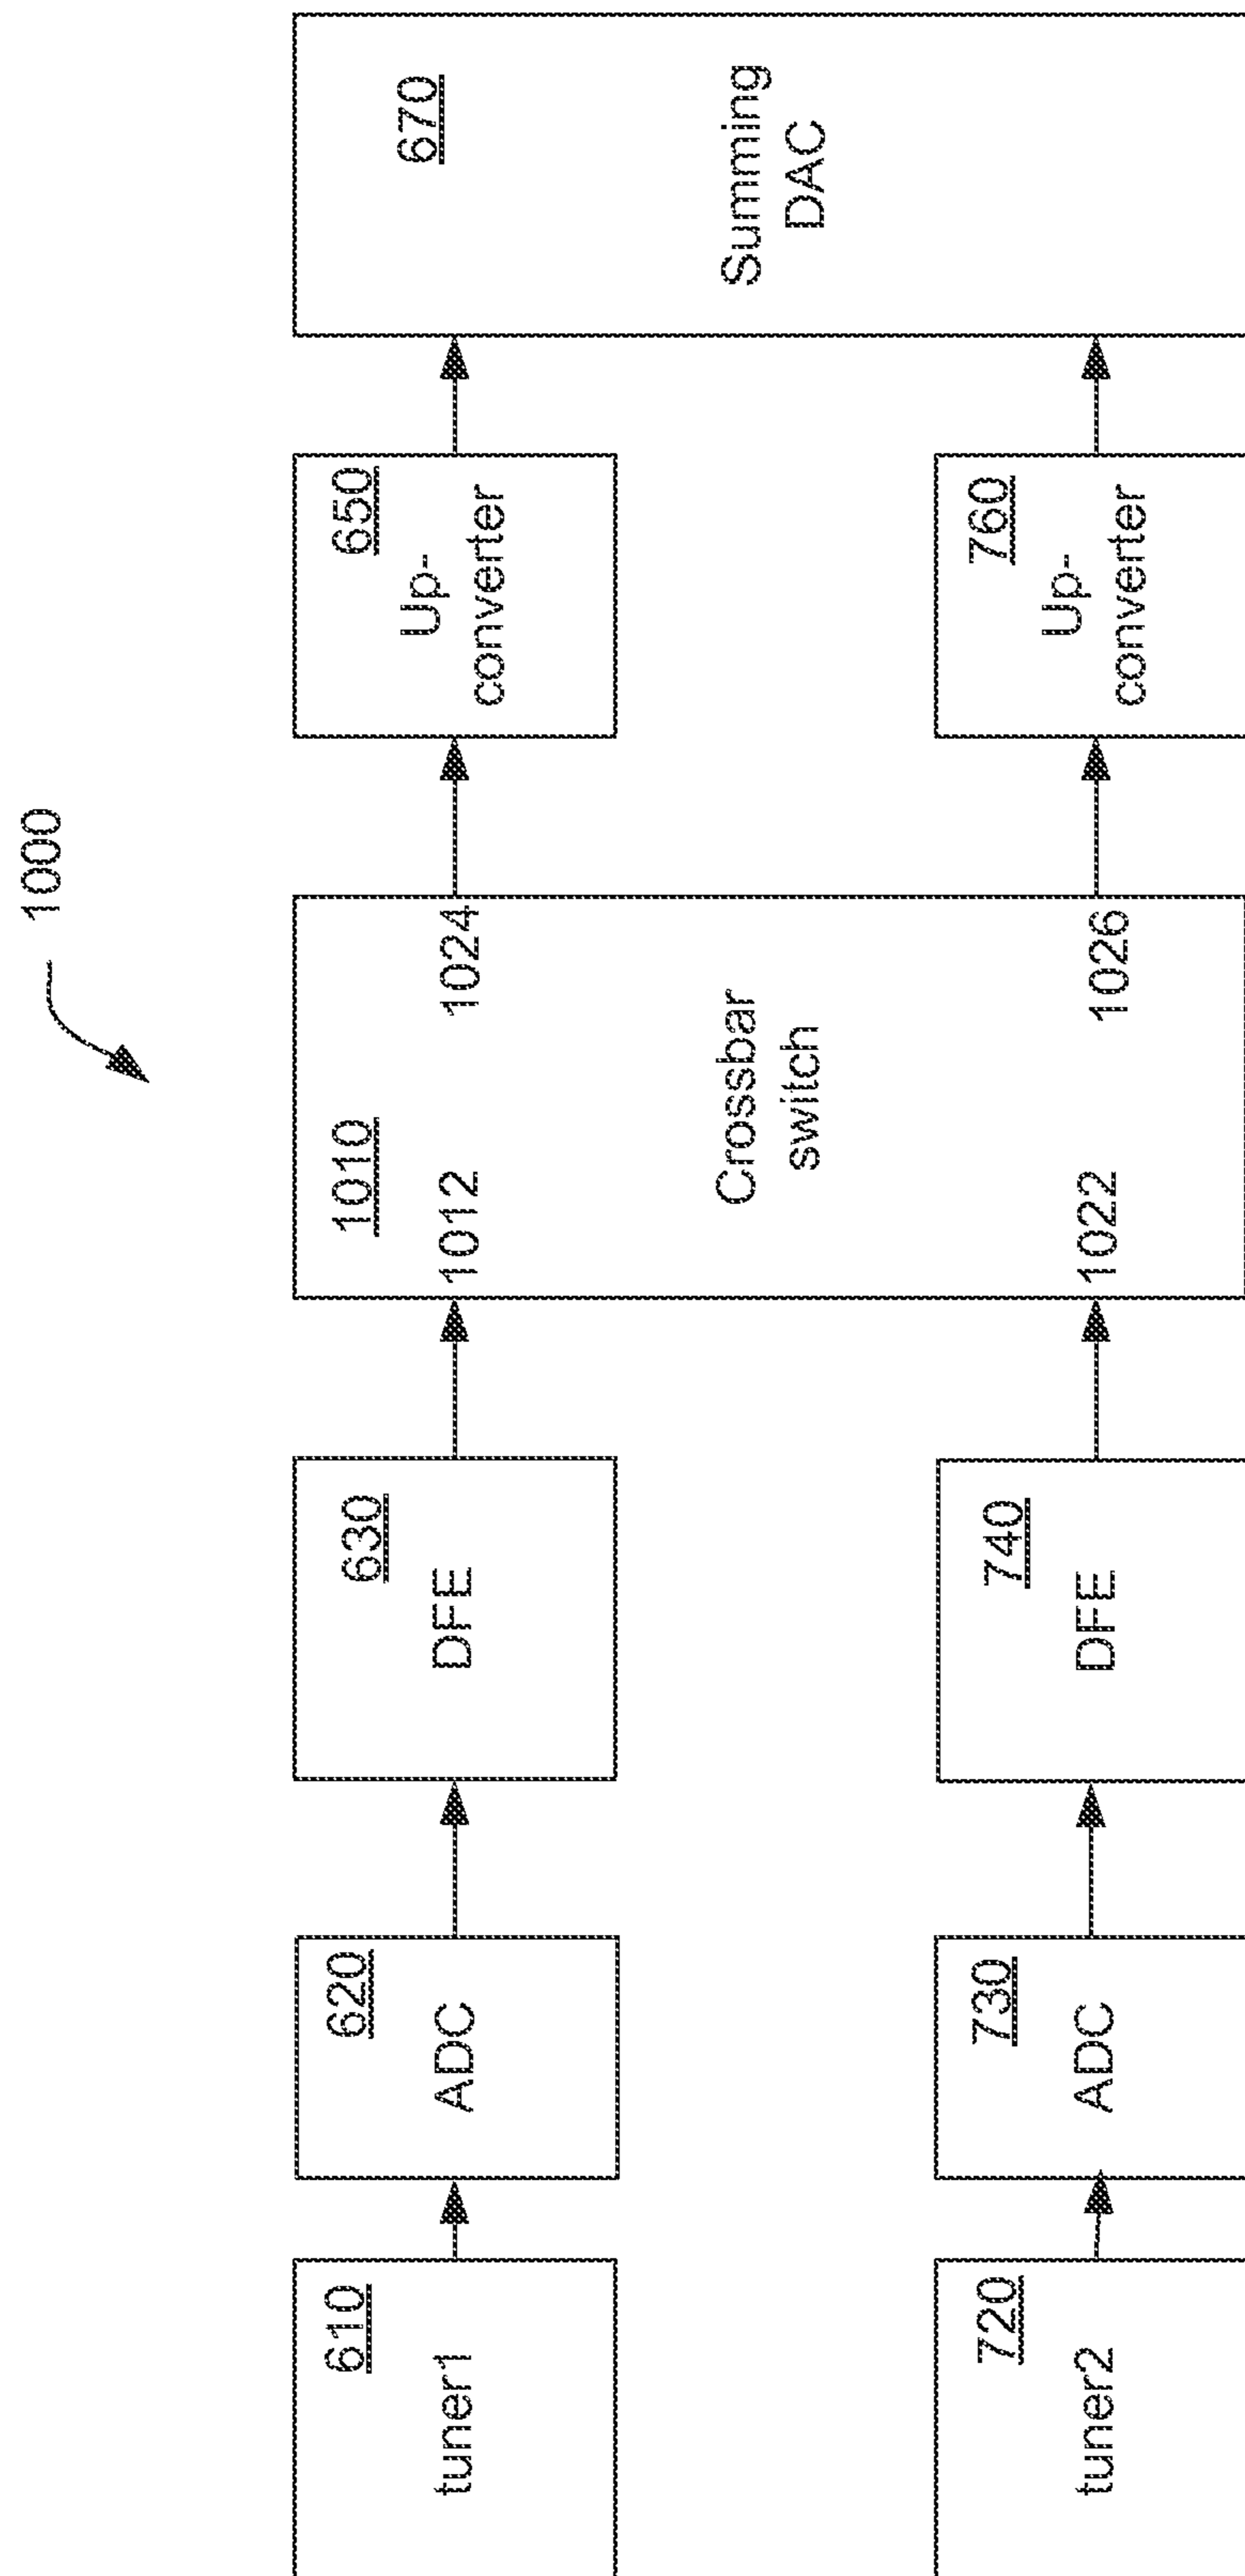 1000
610
tuner1
620
ADC
630
DFE
1010
1012
1024
Crossbar
switch
1022
1026
650
Up-
converter
670
Summing
DAC
720
tuner2
730
ADC
740
DFE
760
Up-
converter